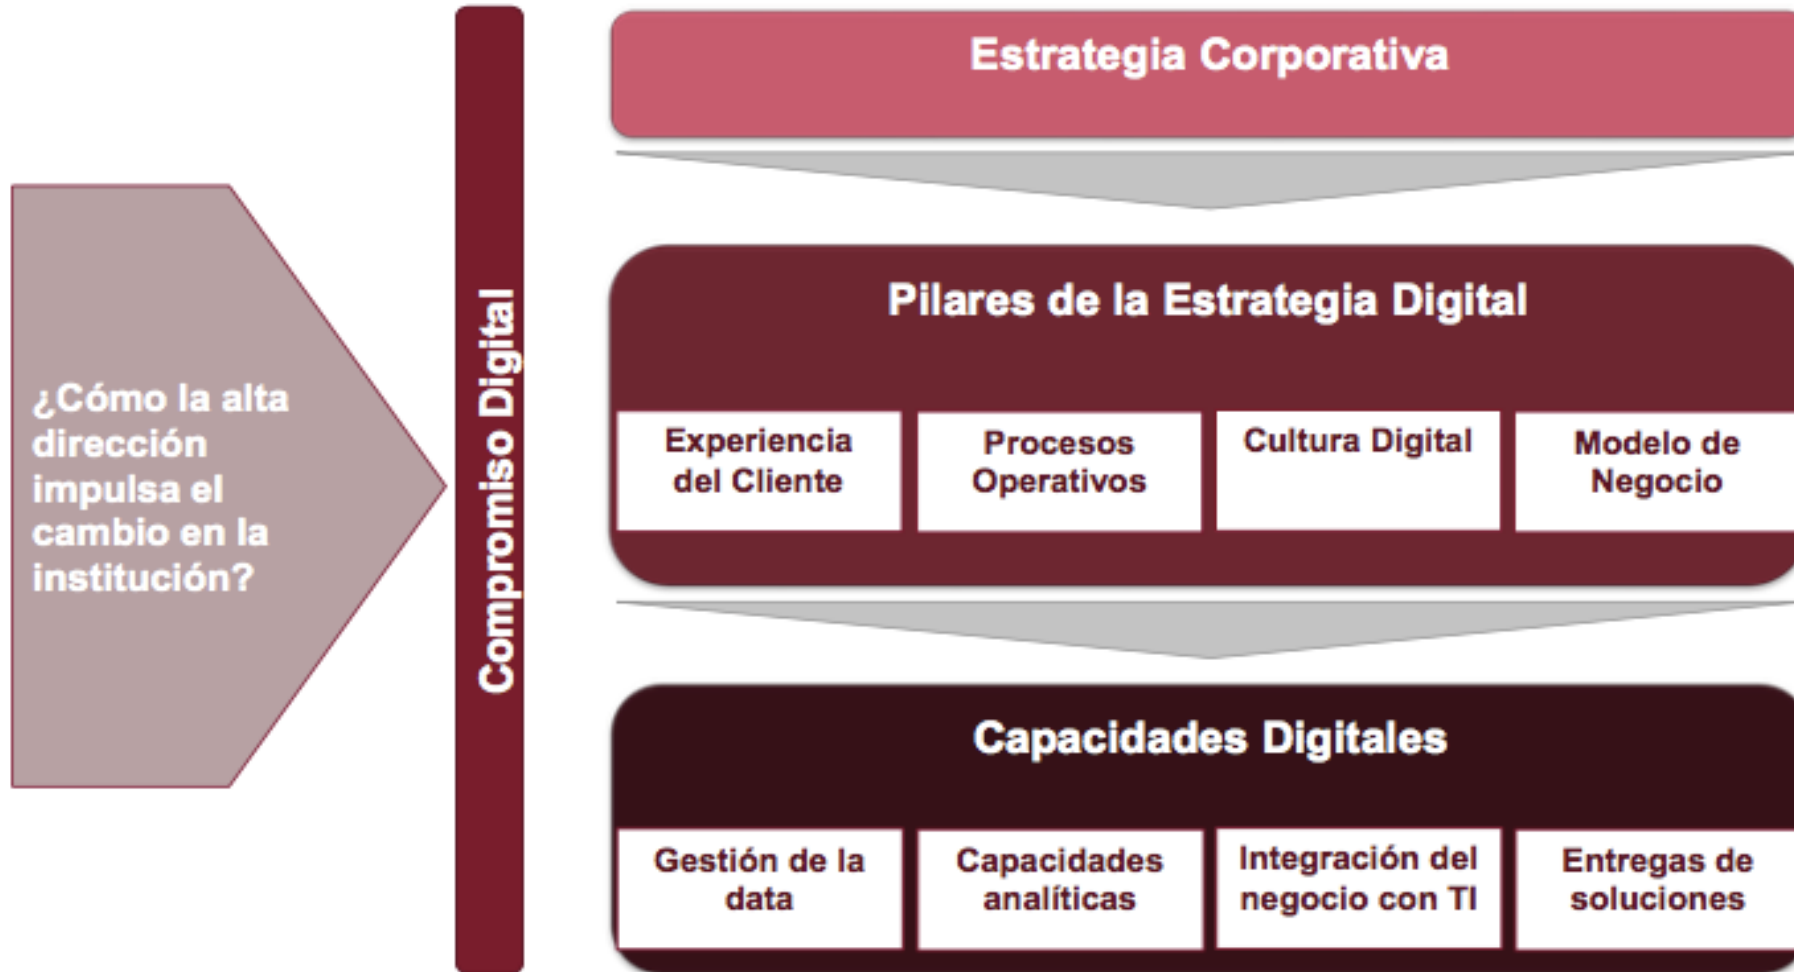 ¿Cómo la alta
dirección
impulsa el
cambio en la
institución?
Compromiso Digital
Estrategia Corporativa
Pilares de la Estrategia Digital
Experiencia
del Cliente
Procesos
Operativos
Cultura Digital
Modelo de
Negocio
Capacidades Digitales
Gestión de la
data
Capacidades
analíticas
Integración del
negocio con TI
Entregas de
soluciones